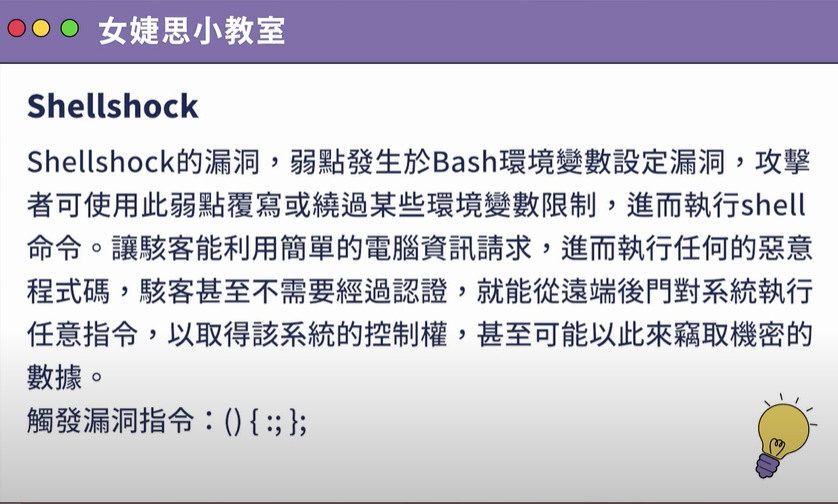 女婕思小教室
Shellshock
Shellshock的漏洞，弱點發生於Bash環境變數設定漏洞，攻擊
者可使用此弱點覆寫或繞過某些環境變數限制，進而執行shell
命令。讓駭客能利用簡單的電腦資訊請求，進而執行任何的惡意
程式碼，駭客甚至不需要經過認證，就能從遠端後門對系統執行
任意指令，以取得該系統的控制權，甚至可能以此來竊取機密的
數據。
觸發漏洞指令：() { :; };